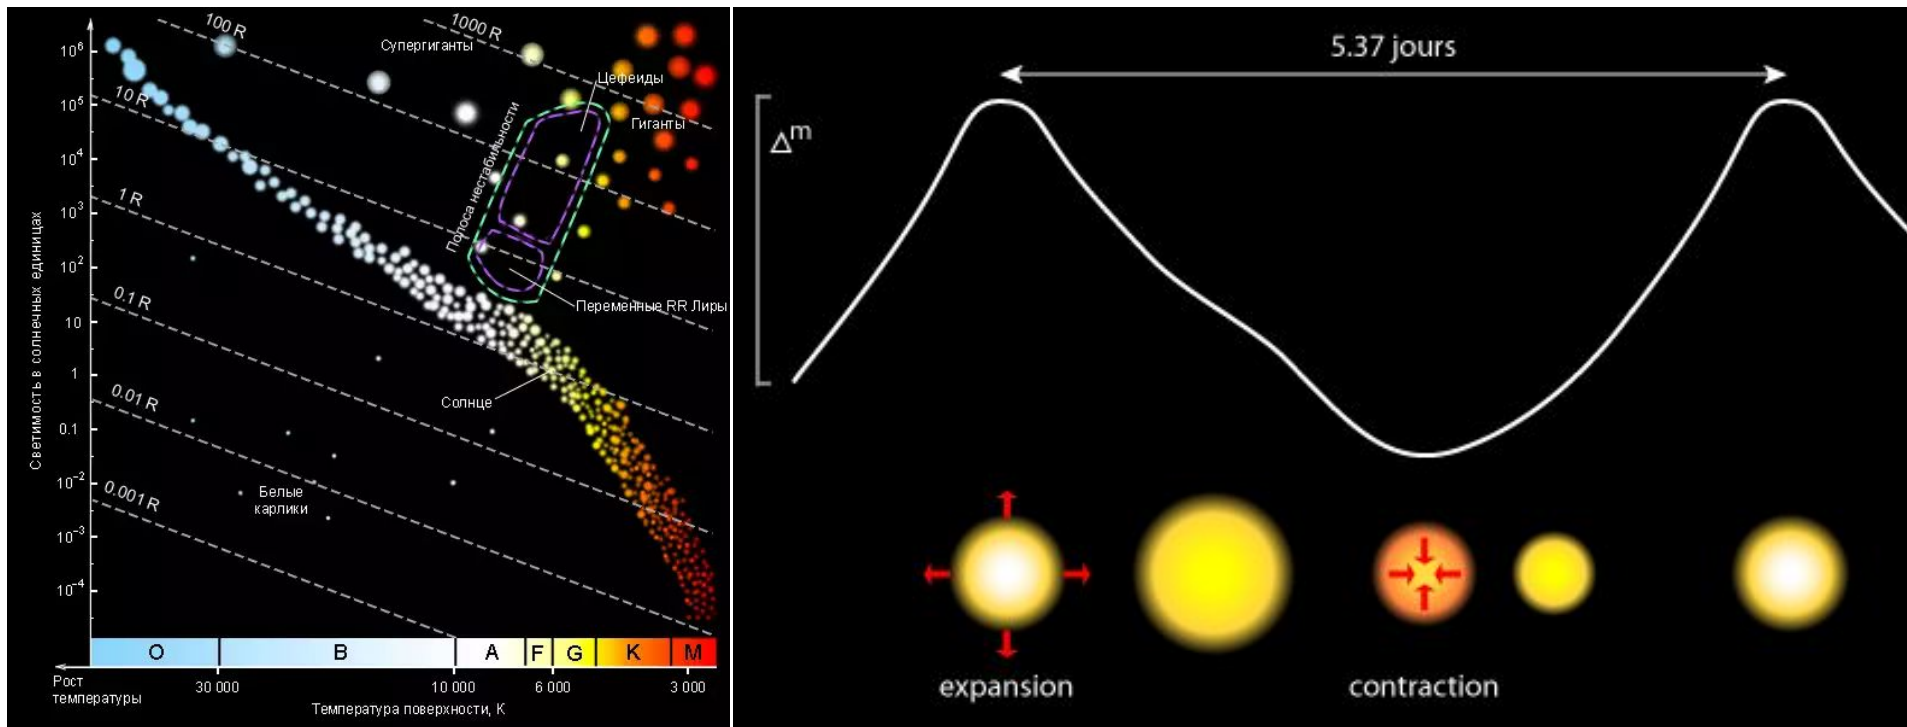 100 R
1000 R
Супергиганты
10⁶
Цефеиды
10 R
10⁵
Гиганты
Полоса нестабильности
10⁴
1 R
10³
10²
0.1 R
Переменные RR Лиры
10
1
0.01 R
Солнце
0.1
10⁻²
0.001 R
Белые
карлики
10⁻³
10⁻⁴
Светимость в солнечных единицах
O B A F G K M
Рост
температуры
30 000 10 000 6 000 3 000
Температура поверхности, К
5.37 jours
Δᵐ
expansion
contraction